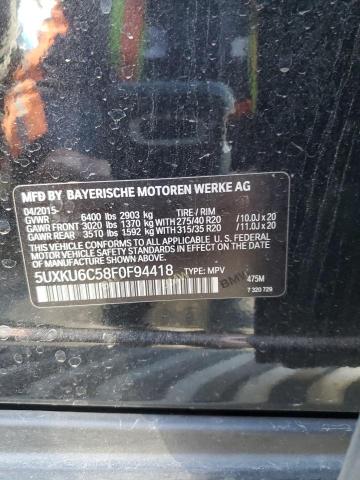 MFD BY BAYERISCHE MOTOREN WERKE AG
04/2015
GVWR 6400 lbs 2903 kg TIRE / RIM
GAWR FRONT 3020 lbs 1370 KG WITH 275/40 R20 /10.0J x 20
GAWR REAR 3510 lbs 1592 KG WITH 315/35 R20 /11.0J x 20
THIS VEHICLE CONFORMS TO ALL APPLICABLE U.S. FEDERAL
MOTOR VEHICLE SAFETY STANDARDS IN EFFECT
ON THE DATE OF MANUFACTURE SHOWN ABOVE.
5UXKU6C58F0F94418 TYPE: MPV
475M
7 320 729
BMW